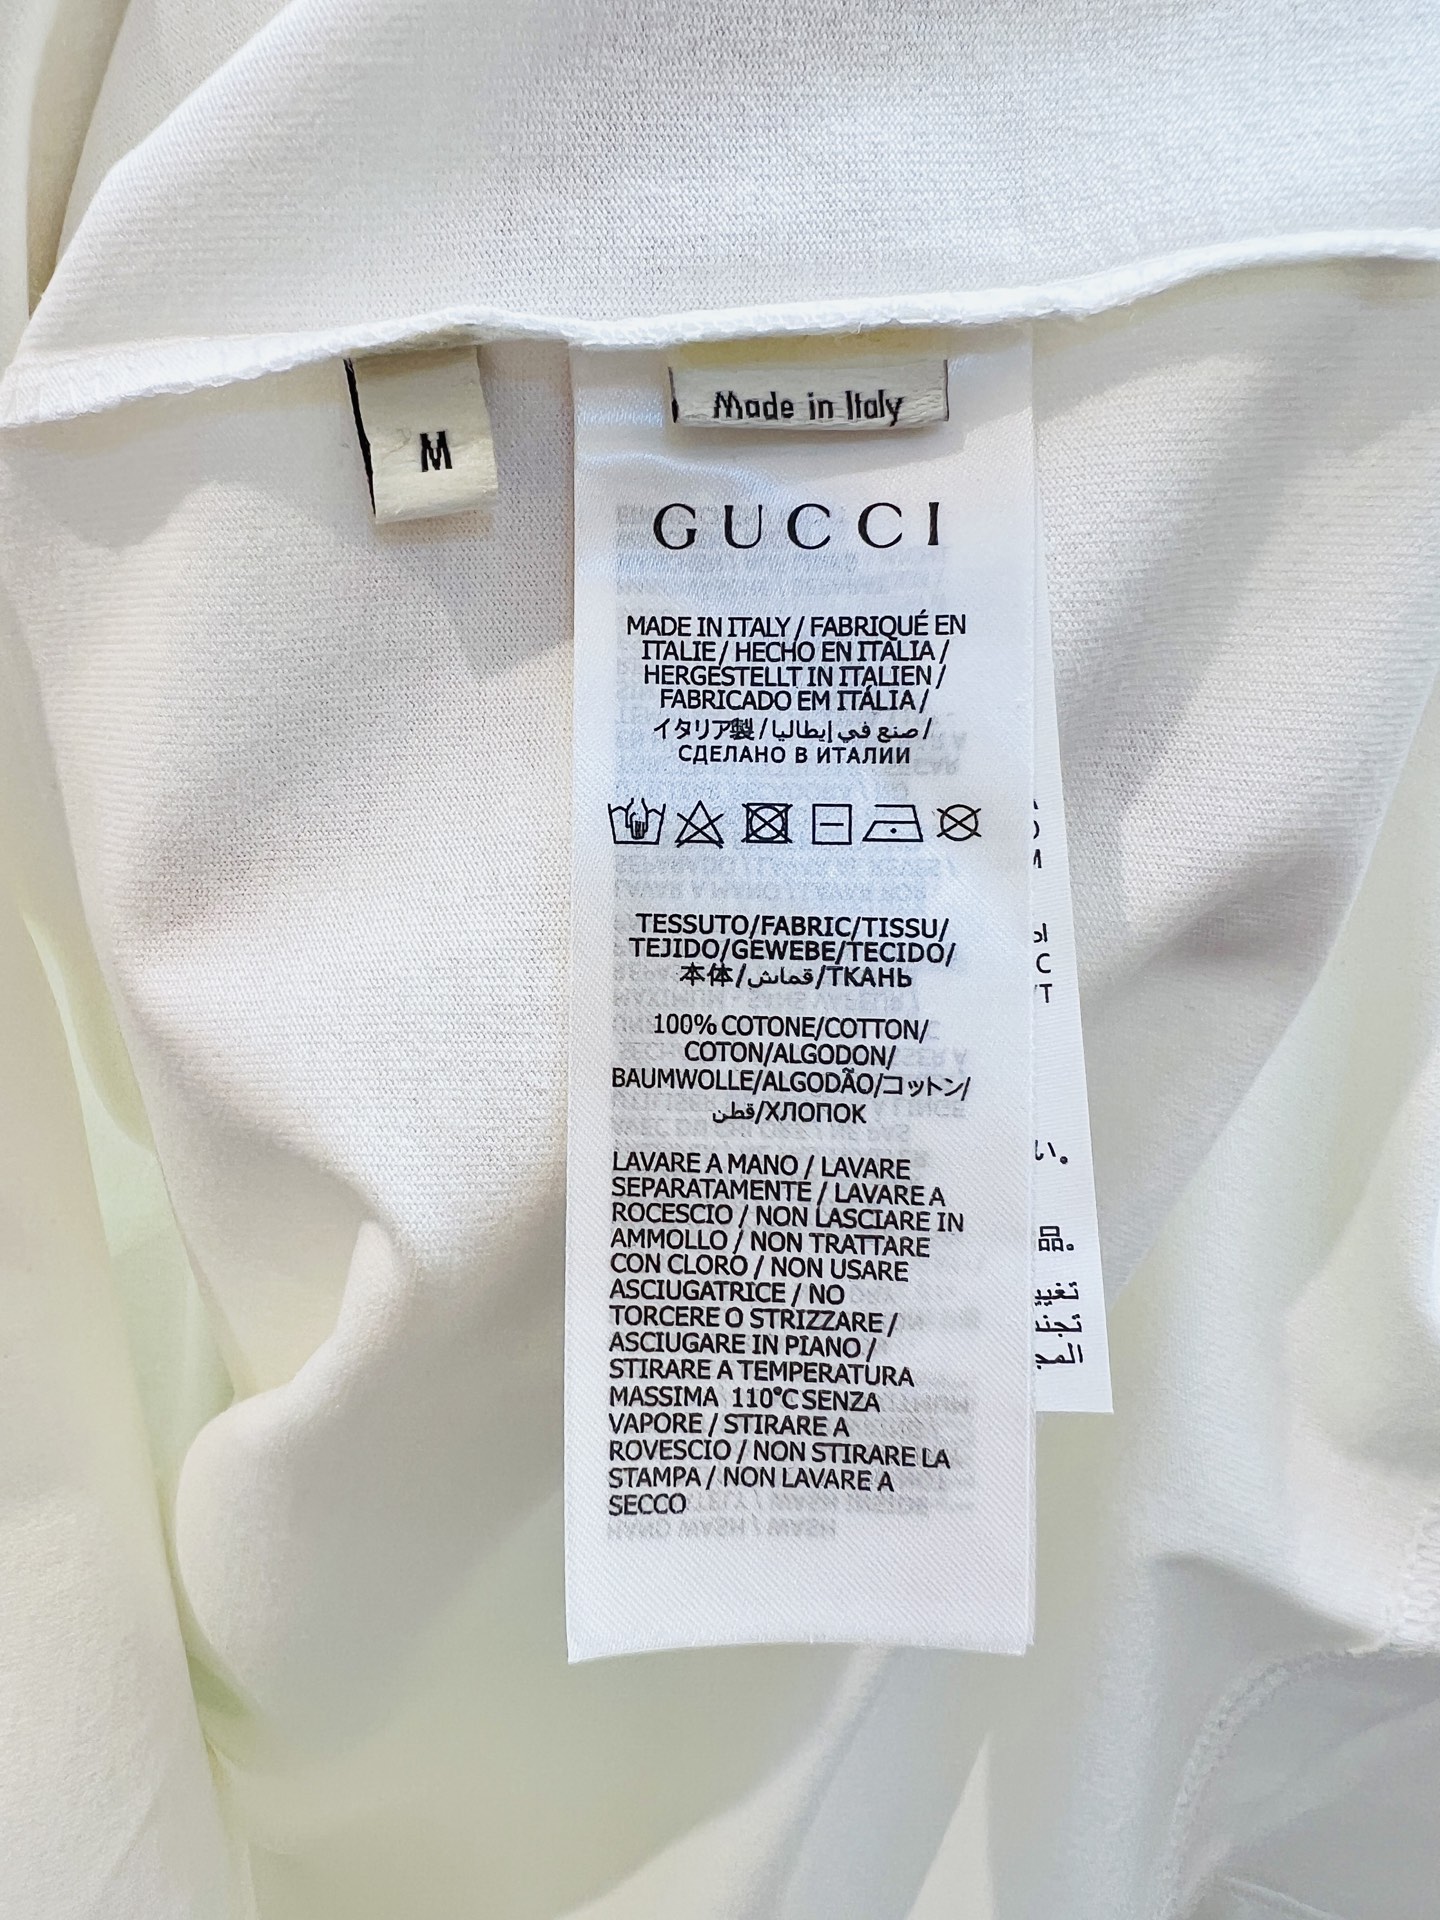 M
Made in Italy
GUCCI
MADE IN ITALY / FABRIQUÉ EN
ITALIE / HECHO EN ITALIA /
HERGESTELLT IN ITALIEN /
FABRICADO EM ITÁLIA /
イタリア製 / صنع في إيطاليا /
СДЕЛАНО В ИТАЛИИ
TESSUTO/FABRIC/TISSU/
TEJIDO/GEWEBE/TECIDO/
本体/قماش/ТКАНЬ
100% COTONE/COTTON/
COTON/ALGODON/
BAUMWOLLE/ALGODÃO/コットン/
قطن/ХЛОПОК
LAVARE A MANO / LAVARE
SEPARATAMENTE / LAVARE A
ROCESCIO / NON LASCIARE IN
AMMOLLO / NON TRATTARE
CON CLORO / NON USARE
ASCIUGATRICE / NO
TORCERE O STRIZZARE /
ASCIUGARE IN PIANO /
STIRARE A TEMPERATURA
MASSIMA 110°C SENZA
VAPORE / STIRARE A
ROVESCIO / NON STIRARE LA
STAMPA / NON LAVARE A
SECCO